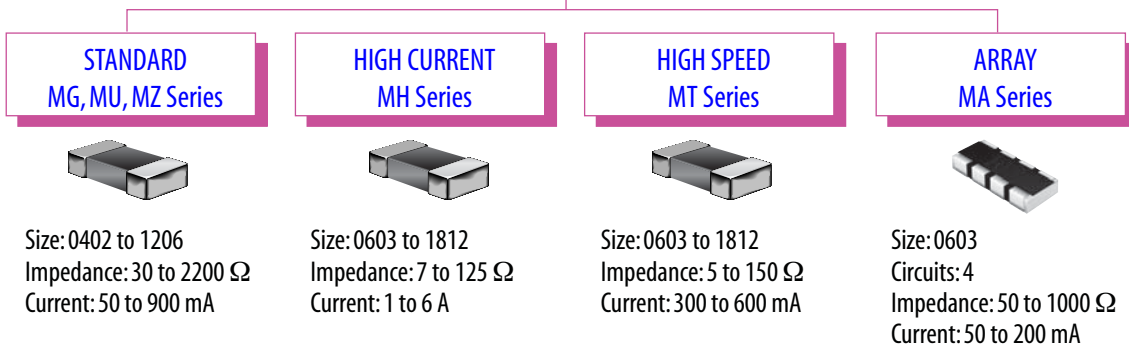 STANDARD
MG, MU, MZ Series
Size: 0402 to 1206
Impedance: 30 to 2200 Ω
Current: 50 to 900 mA
HIGH CURRENT
MH Series
Size: 0603 to 1812
Impedance: 7 to 125 Ω
Current: 1 to 6 A
HIGH SPEED
MT Series
Size: 0603 to 1812
Impedance: 5 to 150 Ω
Current: 300 to 600 mA
ARRAY
MA Series
Size: 0603
Circuits: 4
Impedance: 50 to 1000 Ω
Current: 50 to 200 mA